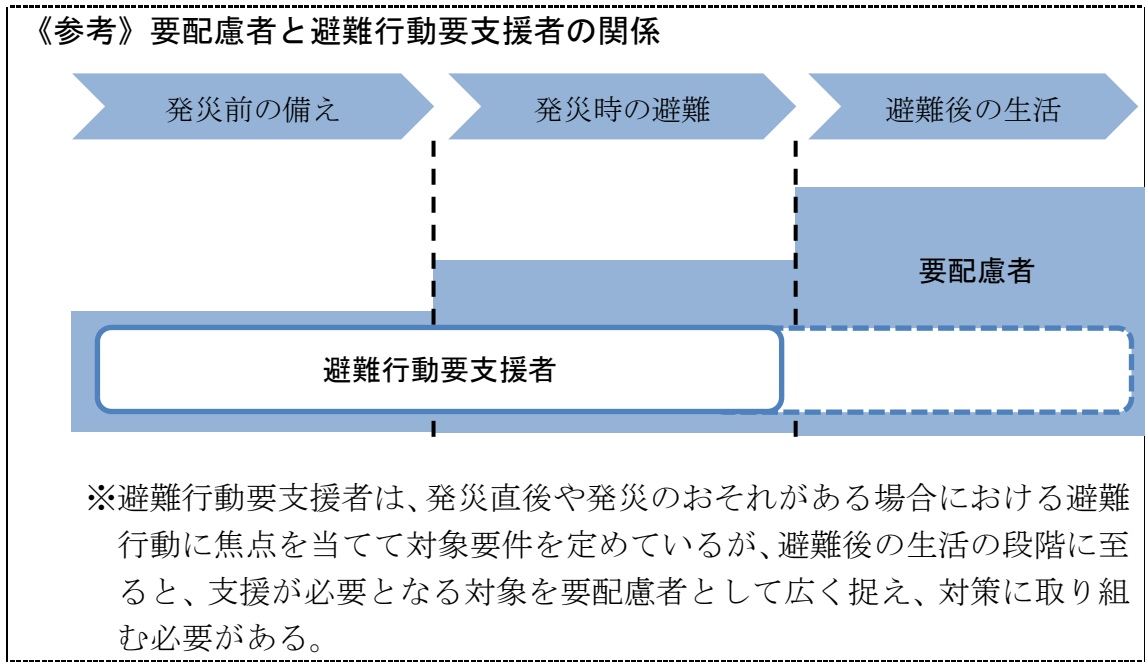 《参考》要配慮者と避難行動要支援者の関係
発災前の備え
発災時の避難
避難後の生活
要配慮者
避難行動要支援者
※避難行動要支援者は、発災直後や発災のおそれがある場合における避難
行動に焦点を当てて対象要件を定めているが、避難後の生活の段階に至
ると、支援が必要となる対象を要配慮者として広く捉え、対策に取り組
む必要がある。